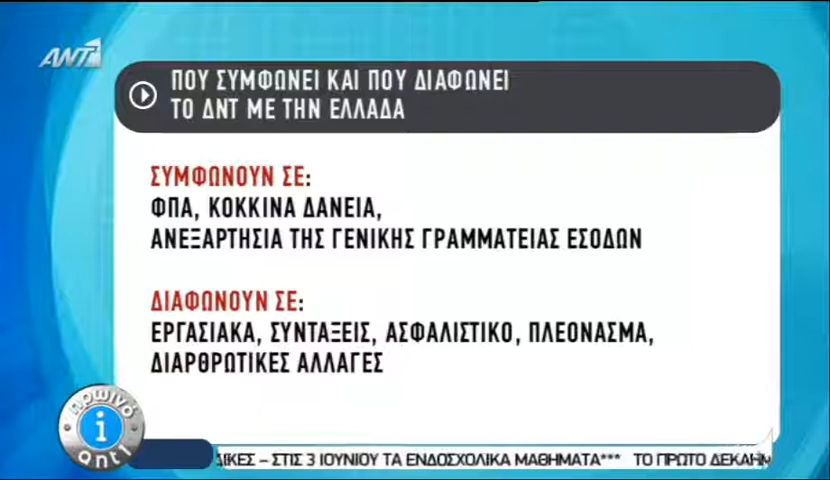 ANT1
ΠΟΥ ΣΥΜΦΩΝΕΙ ΚΑΙ ΠΟΥ ΔΙΑΦΩΝΕΙ
ΤΟ ΔΝΤ ΜΕ ΤΗΝ ΕΛΛΑΔΑ
ΣΥΜΦΩΝΟΥΝ ΣΕ:
ΦΠΑ, ΚΟΚΚΙΝΑ ΔΑΝΕΙΑ,
ΑΝΕΞΑΡΤΗΣΙΑ ΤΗΣ ΓΕΝΙΚΗΣ ΓΡΑΜΜΑΤΕΙΑΣ ΕΣΟΔΩΝ
ΔΙΑΦΩΝΟΥΝ ΣΕ:
ΕΡΓΑΣΙΑΚΑ, ΣΥΝΤΑΞΕΙΣ, ΑΣΦΑΛΙΣΤΙΚΟ, ΠΛΕΟΝΑΣΜΑ,
ΔΙΑΡΘΡΩΤΙΚΕΣ ΑΛΛΑΓΕΣ
πρωινό
i
ant1
ΔΙΚΕΣ – ΣΤΙΣ 3 ΙΟΥΝΙΟΥ ΤΑ ΕΝΔΟΣΧΟΛΙΚΑ ΜΑΘΗΜΑΤΑ*** ΤΟ ΠΡΩΤΟ ΔΕΚΑΗΜ